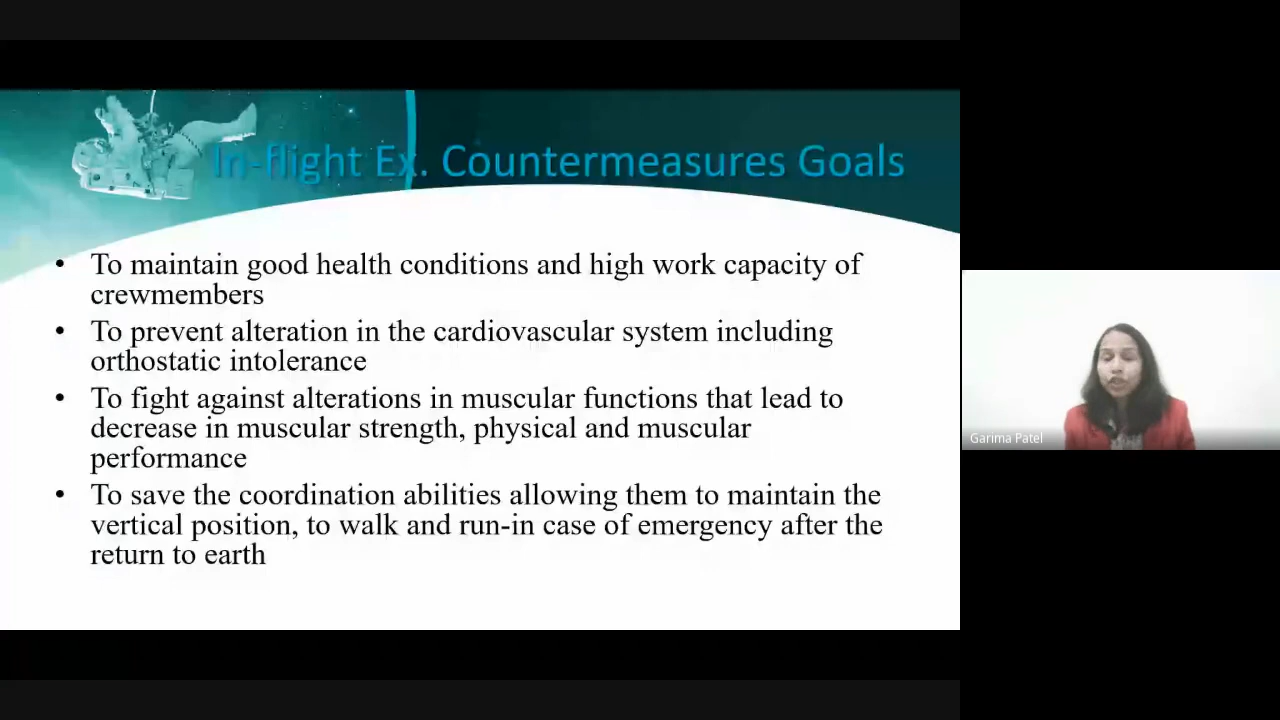 In-flight Ex. Countermeasures Goals
• To maintain good health conditions and high work capacity of
crewmembers
• To prevent alteration in the cardiovascular system including
orthostatic intolerance
• To fight against alterations in muscular functions that lead to
decrease in muscular strength, physical and muscular
performance
• To save the coordination abilities allowing them to maintain the
vertical position, to walk and run-in case of emergency after the
return to earth
Garima Patel